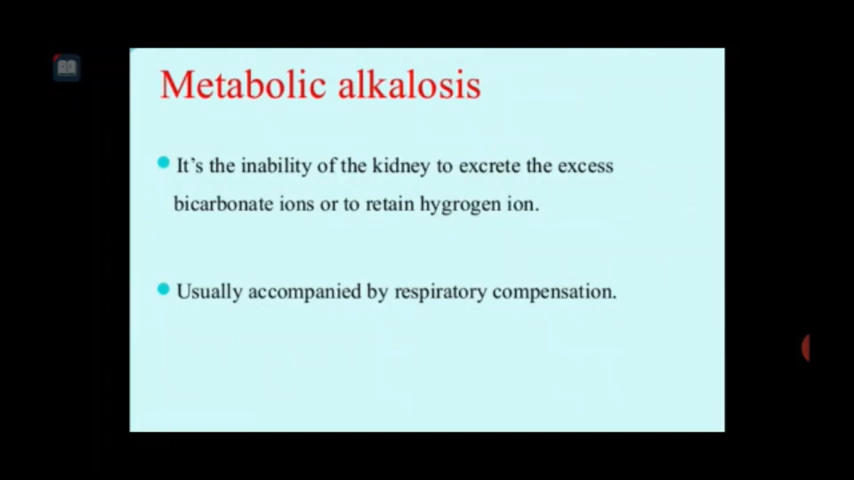 Metabolic alkalosis
It's the inability of the kidney to excrete the excess
bicarbonate ions or to retain hygrogen ion.
Usually accompanied by respiratory compensation.